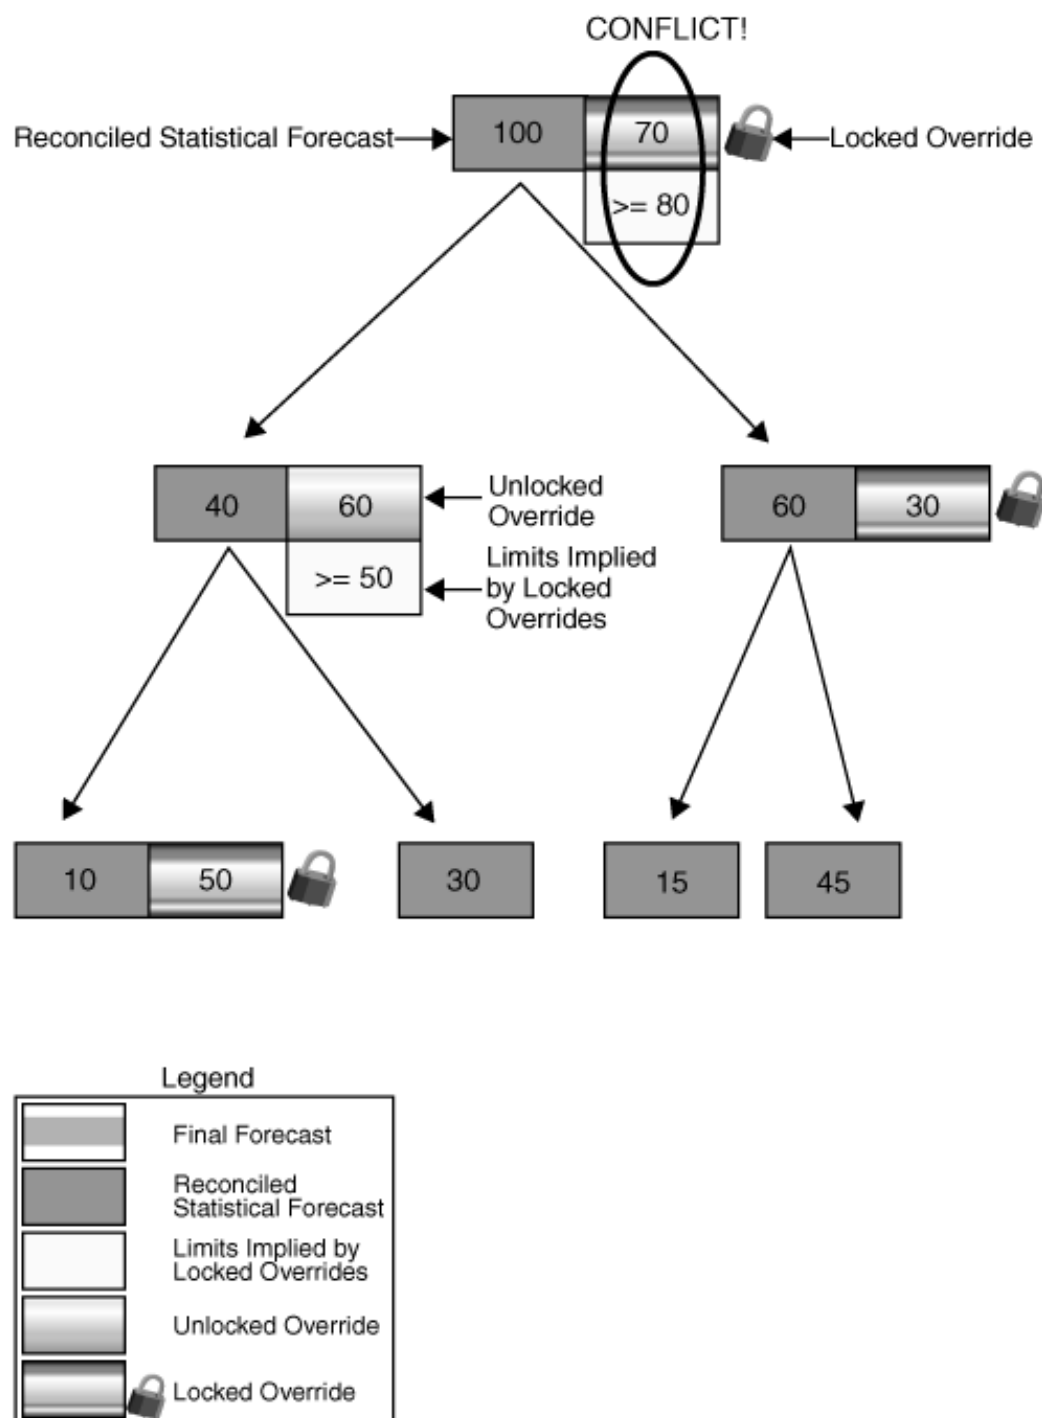 CONFLICT!
Reconciled Statistical Forecast
100
70
Locked Override
>= 80
40
60
Unlocked
Override
60
30
>= 50
Limits Implied
by Locked
Overrides
10
50
30
15
45
Legend
Final Forecast
Reconciled
Statistical Forecast
Limits Implied by
Locked Overrides
Unlocked Override
Locked Override